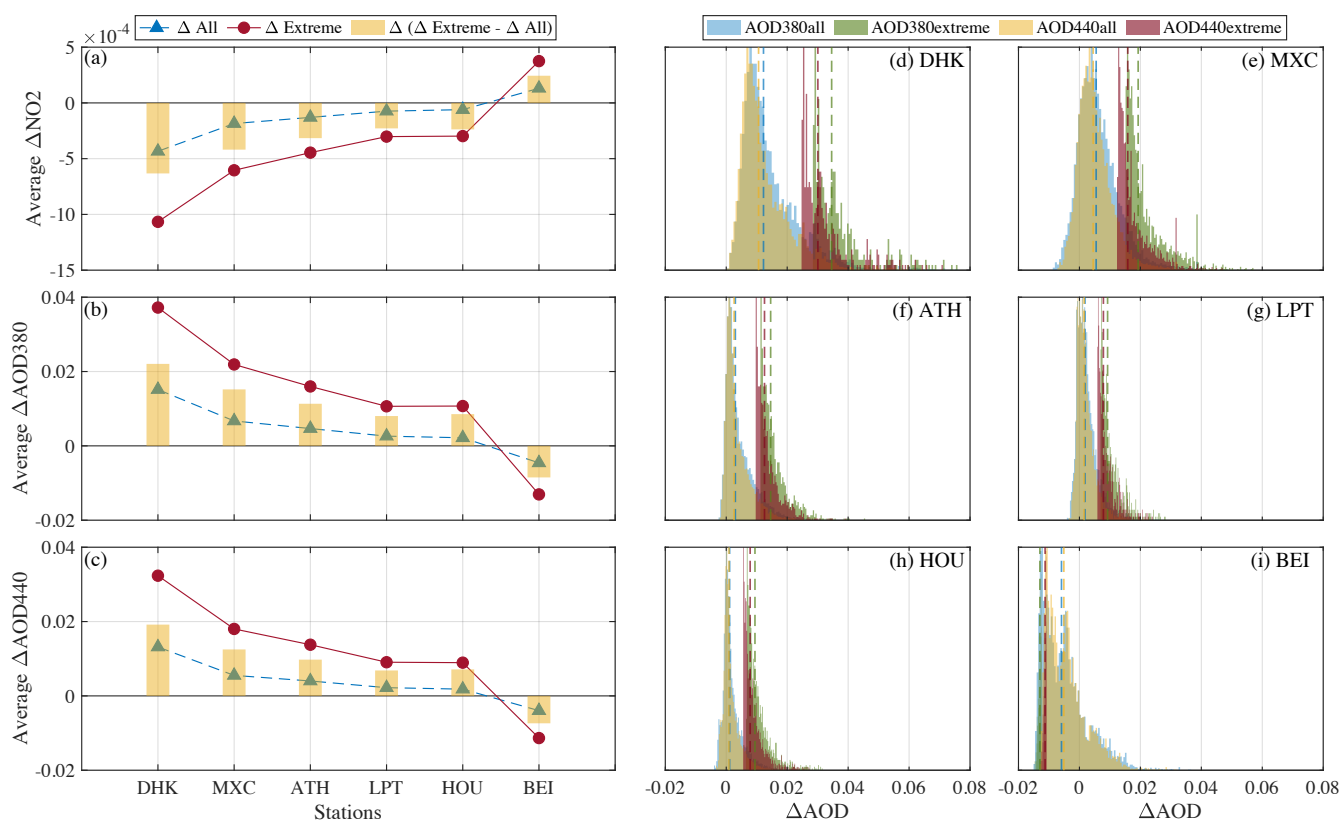 Δ All Δ Extreme Δ (Δ Extreme - Δ All)
×10⁻⁴
5
0
-5
-10
-15
Average ΔNO2
(a)
0.04
0.02
0
-0.02
Average ΔAOD380
(b)
0.04
0.02
0
-0.02
Average ΔAOD440
(c)
DHK MXC ATH LPT HOU BEI
Stations
AOD380all AOD380extreme AOD440all AOD440extreme
(d) DHK
(e) MXC
(f) ATH
(g) LPT
(h) HOU
(i) BEI
-0.02 0 0.02 0.04 0.06 0.08
-0.02 0 0.02 0.04 0.06 0.08
ΔAOD
ΔAOD